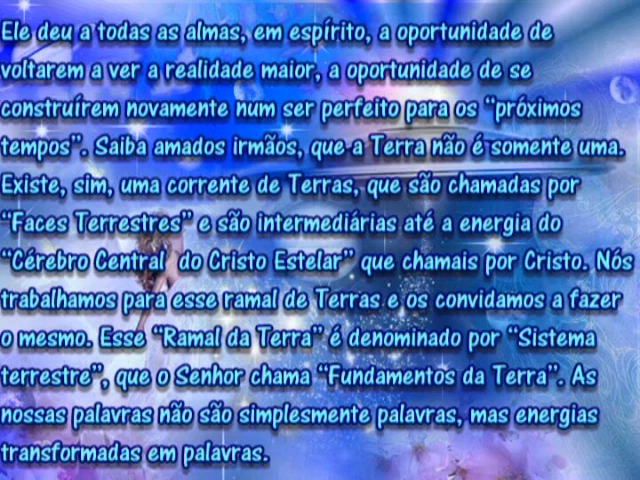 Ele deu a todas as almas, em espírito, a oportunidade de
voltarem a ver a realidade maior, a oportunidade de se
construírem novamente num ser perfeito para os “próximos
tempos”. Saiba amados irmãos, que a Terra não é somente uma.
Existe, sim, uma corrente de Terras, que são chamadas por
“Faces Terrestres” e são intermediárias até a energia do
“Cérebro Central do Cristo Estelar” que chamais por Cristo. Nós
trabalhamos para esse ramal de Terras e os convidamos a fazer
o mesmo. Esse “Ramal da Terra” é denominado por “Sistema
terrestre”, que o Senhor chama “Fundamentos da Terra”. As
nossas palavras não são simplesmente palavras, mas energias
transformadas em palavras.